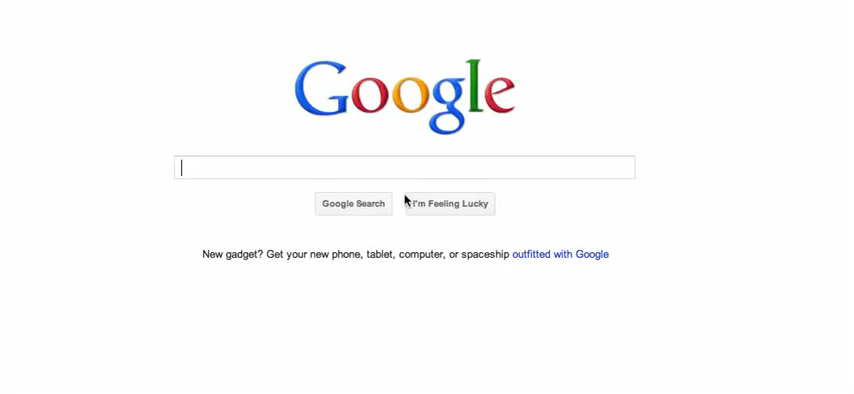 Google
Google Search I'm Feeling Lucky
New gadget? Get your new phone, tablet, computer, or spaceship outfitted with Google